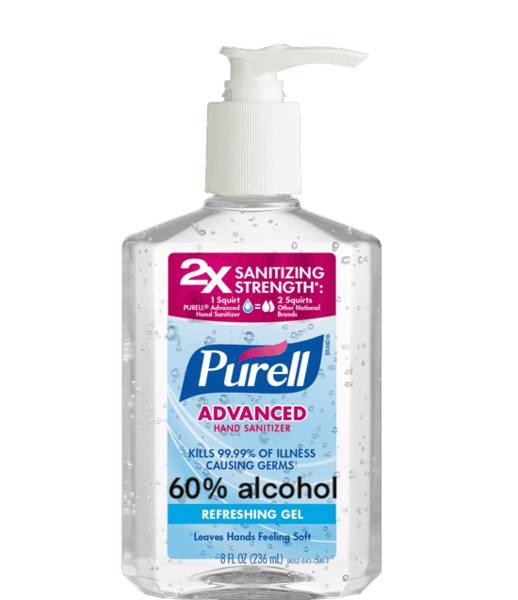 2X SANITIZING
STRENGTH*:
1 Squirt
PURELL® Advanced
Hand Sanitizer
=
2 Squirts
Other National
Brands
BRAND®
Purell
ADVANCED
HAND SANITIZER
KILLS 99.99% OF ILLNESS
CAUSING GERMS*
60% alcohol
REFRESHING GEL
Leaves Hands Feeling Soft
8 FL OZ (236 mL)